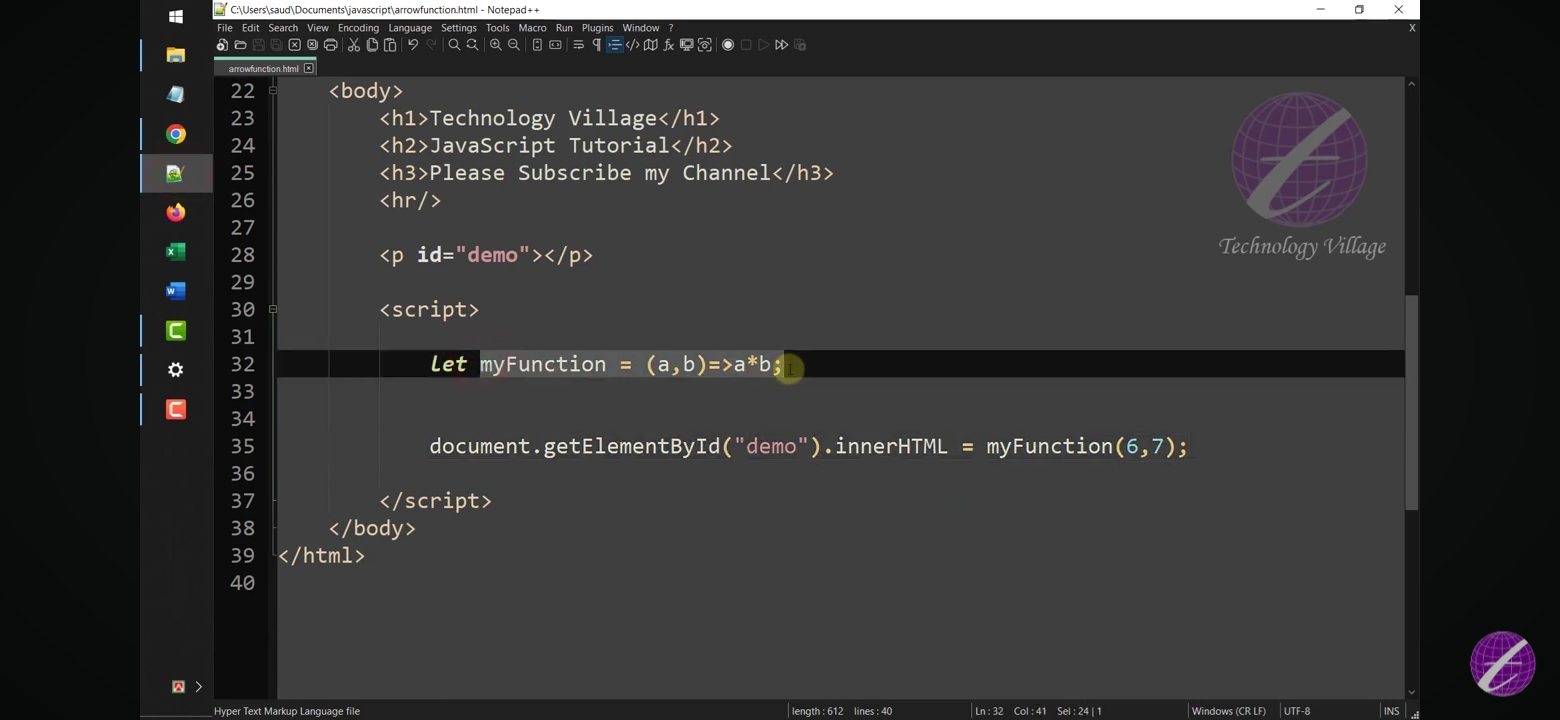 C:\Users\saud\Documents\javascript\arrowfunction.html - Notepad++
File Edit Search View Encoding Language Settings Tools Macro Run Plugins Window ? X
arrowfunction.html
22 <body>
23 <h1>Technology Village</h1>
24 <h2>JavaScript Tutorial</h2>
25 <h3>Please Subscribe my Channel</h3>
26 <hr/>
27
28 <p id="demo"></p>
29
30 <script>
31
32 let myFunction = (a,b)=>a*b;
33
34
35 document.getElementById("demo").innerHTML = myFunction(6,7);
36
37 </script>
38 </body>
39 </html>
40
Technology Village
Hyper Text Markup Language file length : 612 lines : 40 Ln : 32 Col : 41 Sel : 24 | 1 Windows (CR LF) UTF-8 INS